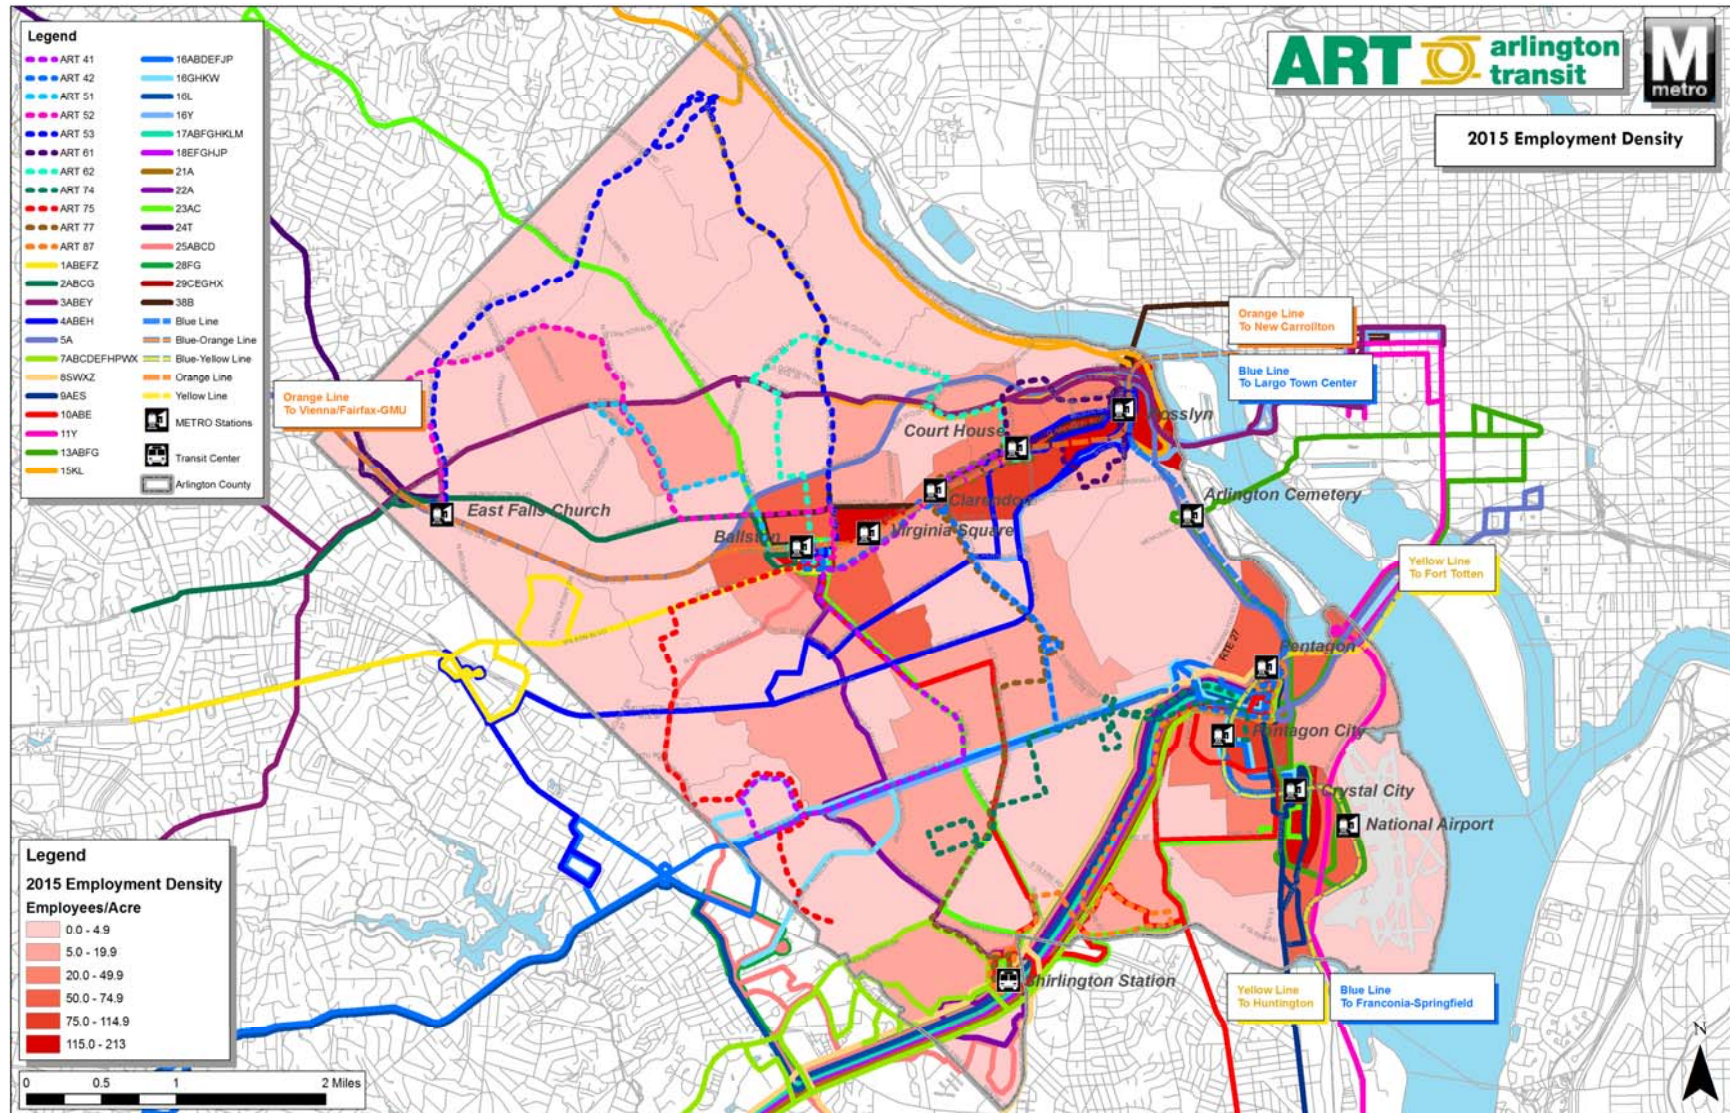 Legend
ART 41
ART 42
ART 51
ART 52
ART 53
ART 61
ART 62
ART 74
ART 75
ART 77
ART 87
1ABEFZ
2ABCG
3ABEY
4ABEH
5A
7ABCDEFHPWX
8SWXZ
9AES
10ABE
11Y
13ABFG
15KL
16ABDEFJP
16GHKW
16L
16Y
17ABFGHKLM
18EFGHJP
21A
22A
23AC
24T
25ABCD
28FG
29CEGHX
38B
Blue Line
Blue-Orange Line
Blue-Yellow Line
Orange Line
Yellow Line
METRO Stations
Transit Center
Arlington County
ART arlington
transit
M
metro
2015 Employment Density
Orange Line
To New Carrollton
Blue Line
To Largo Town Center
Orange Line
To Vienna/Fairfax-GMU
Rosslyn
Court House
Clarendon
Arlington Cemetery
East Falls Church
Virginia Square
Ballston
Yellow Line
To Fort Totten
RTE 27
Pentagon
Pentagon City
Crystal City
National Airport
Shirlington Station
Yellow Line
To Huntington
Blue Line
To Franconia-Springfield
Legend
2015 Employment Density
Employees/Acre
0.0 - 4.9
5.0 - 19.9
20.0 - 49.9
50.0 - 74.9
75.0 - 114.9
115.0 - 213
0 0.5 1 2 Miles
N